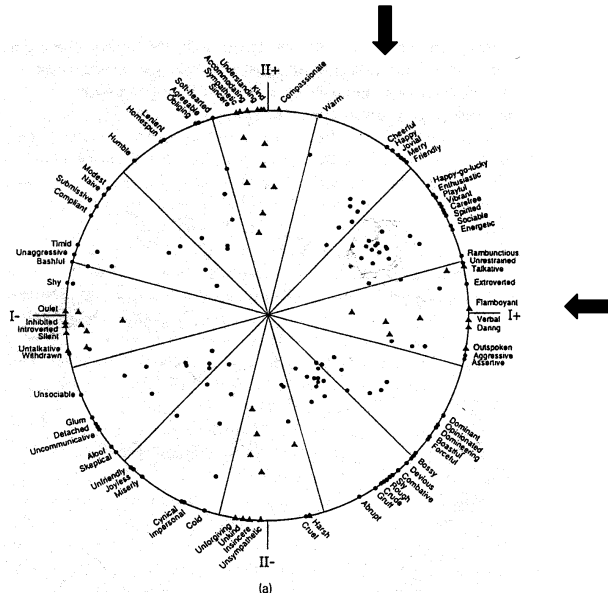 II+
Compassionate
Warm
Cheerful
Happy
Jovial
Merry
Friendly
Happy-go-lucky
Enthusiastic
Playful
Vibrant
Carefree
Spirited
Sociable
Energetic
Rambunctious
Unrestrained
Talkative
Extroverted
Flamboyant
I+
Verbal
Daring
Outspoken
Aggressive
Assertive
Dominant
Opinionated
Domineering
Boastful
Forceful
Bossy
Devious
Combative
Sly
Rough
Crude
Gruff
Abrupt
Harsh
Cruel
II-
Unsympathetic
Insincere
Unkind
Unforgiving
Cold
Impersonal
Cynical
Miserly
Joyless
Unfriendly
Skeptical
Aloof
Uncommunicative
Detached
Glum
Unsociable
Withdrawn
Untalkative
Silent
Introverted
Inhibited
I-
Quiet
Shy
Bashful
Unaggressive
Timid
Compliant
Submissive
Naive
Modest
Humble
Homespun
Lenient
Obliging
Agreeable
Soft-hearted
Sincere
Sympathetic
Accommodating
Understanding
Kind
(a)